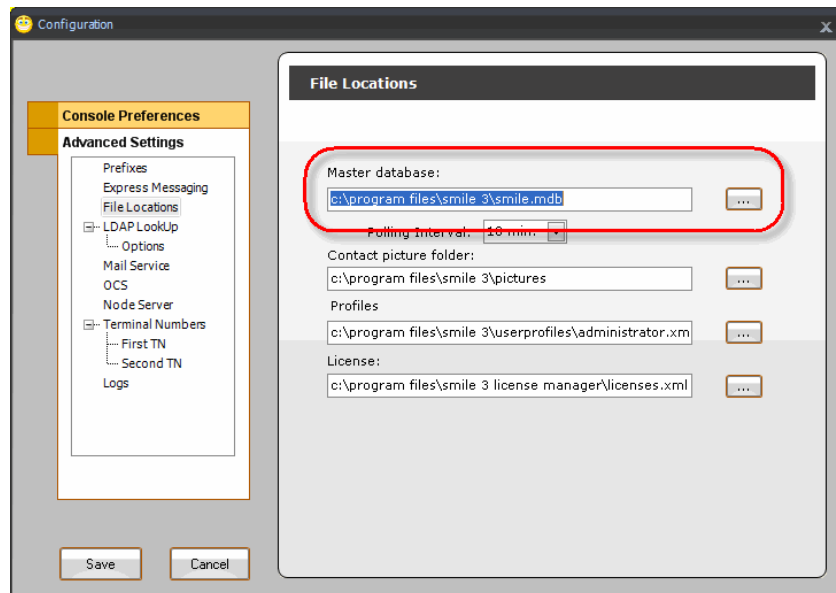 Configuration
x
File Locations
Console Preferences
Advanced Settings
Prefixes
Express Messaging
File Locations
LDAP LookUp
Options
Mail Service
OCS
Node Server
Terminal Numbers
First TN
Second TN
Logs
Master database:
c:\program files\smile 3\smile.mdb
...
Polling Interval: 10 min.
Contact picture folder:
c:\program files\smile 3\pictures
...
Profiles
c:\program files\smile 3\userprofiles\administrator.xm
...
License:
c:\program files\smile 3 license manager\licenses.xml
...
Save
Cancel